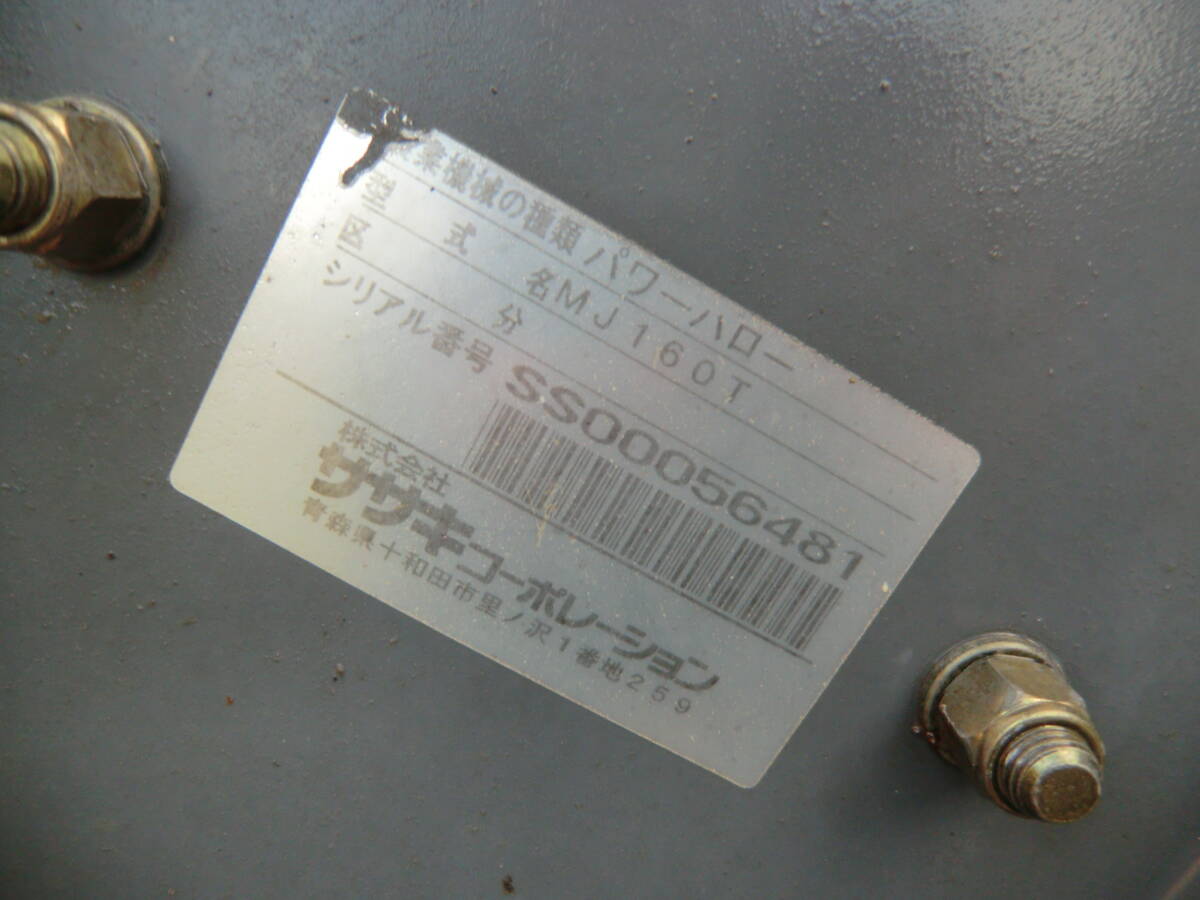 業機械の種類 パワーハロー
型 式 名 MJ160T
区 分
シリアル番号 SS00056481
株式会社
ササキコーポレーション
青森県十和田市里ノ沢1番地259